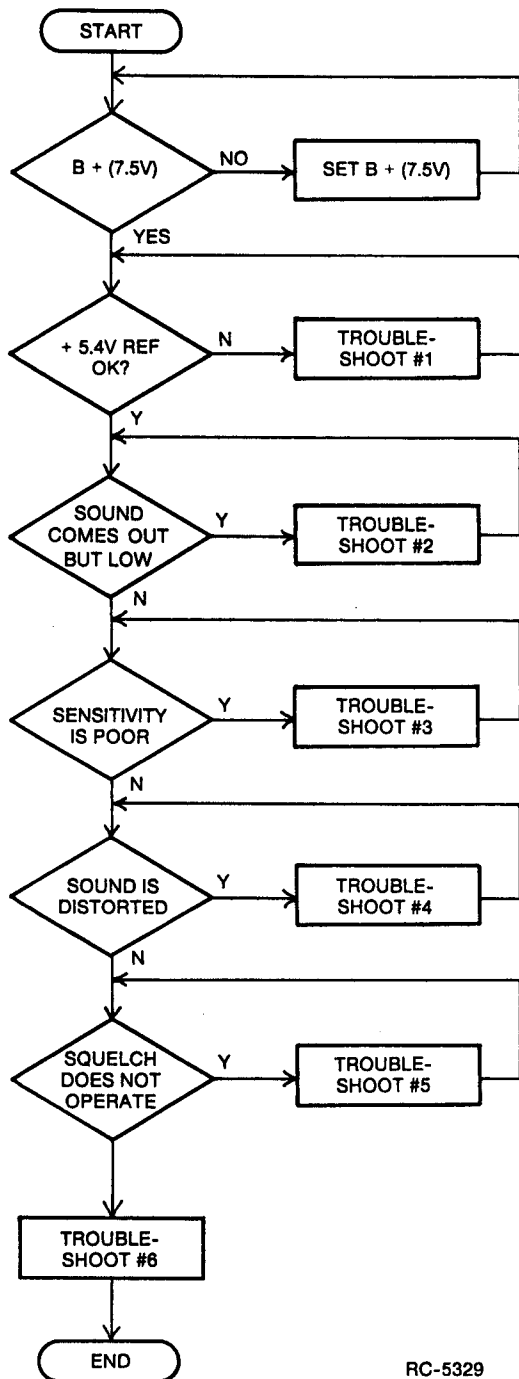 START
B + (7.5V)
NO
SET B + (7.5V)
YES
+ 5.4V REF
OK?
N
TROUBLE-
SHOOT #1
Y
SOUND
COMES OUT
BUT LOW
Y
TROUBLE-
SHOOT #2
N
SENSITIVITY
IS POOR
Y
TROUBLE-
SHOOT #3
N
SOUND IS
DISTORTED
Y
TROUBLE-
SHOOT #4
N
SQUELCH
DOES NOT
OPERATE
Y
TROUBLE-
SHOOT #5
TROUBLE-
SHOOT #6
END
RC-5329